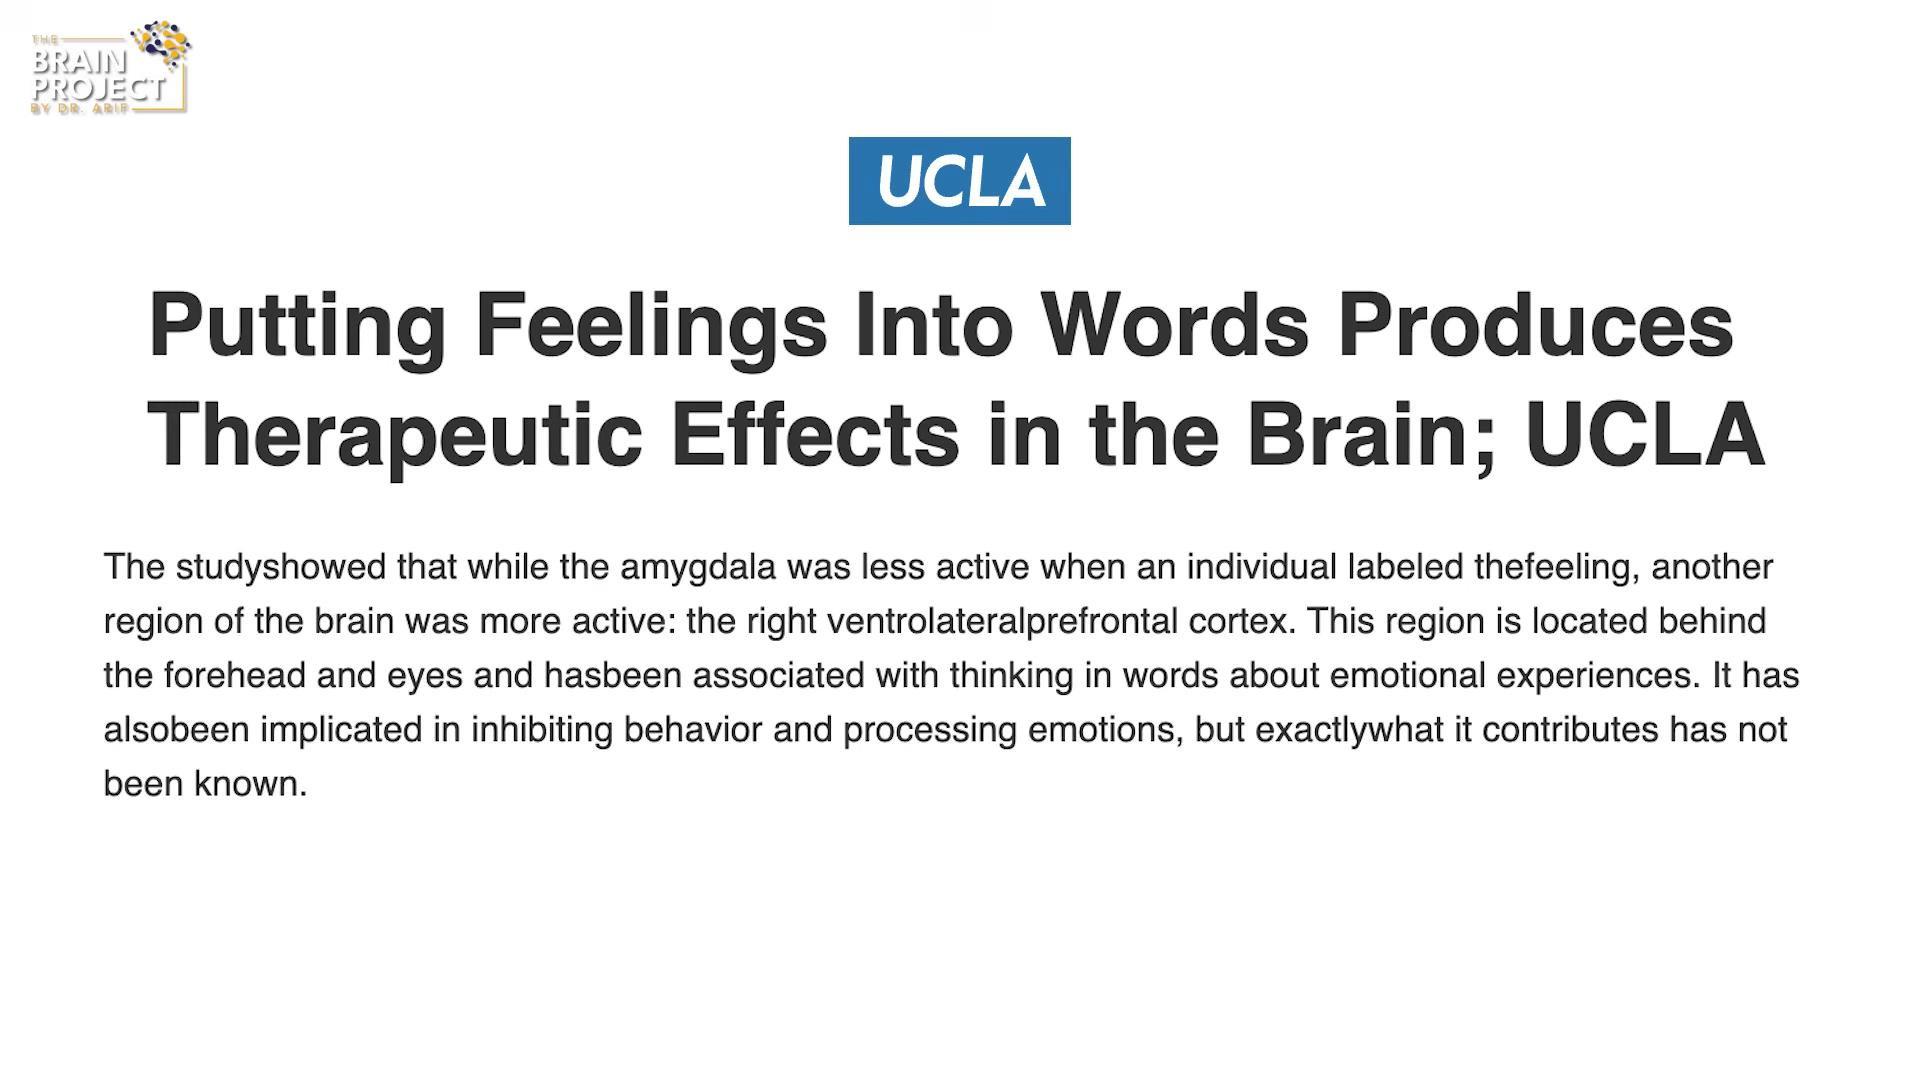 THE
BRAIN
PROJECT
BY DR. ARIF
UCLA
Putting Feelings Into Words Produces
Therapeutic Effects in the Brain; UCLA
The studyshowed that while the amygdala was less active when an individual labeled thefeeling, another
region of the brain was more active: the right ventrolateralprefrontal cortex. This region is located behind
the forehead and eyes and hasbeen associated with thinking in words about emotional experiences. It has
alsobeen implicated in inhibiting behavior and processing emotions, but exactlywhat it contributes has not
been known.